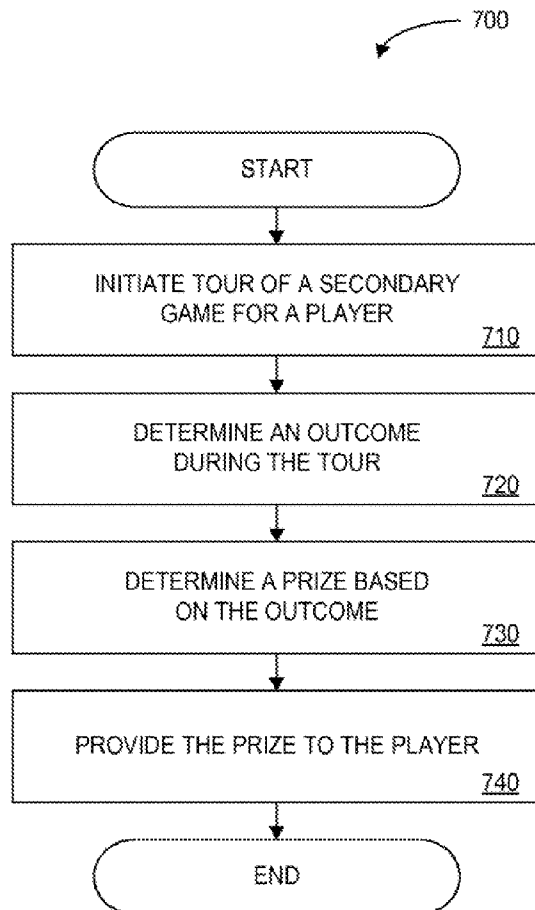 700
START
INITIATE TOUR OF A SECONDARY
GAME FOR A PLAYER
710
DETERMINE AN OUTCOME
DURING THE TOUR
720
DETERMINE A PRIZE BASED
ON THE OUTCOME
730
PROVIDE THE PRIZE TO THE PLAYER
740
END